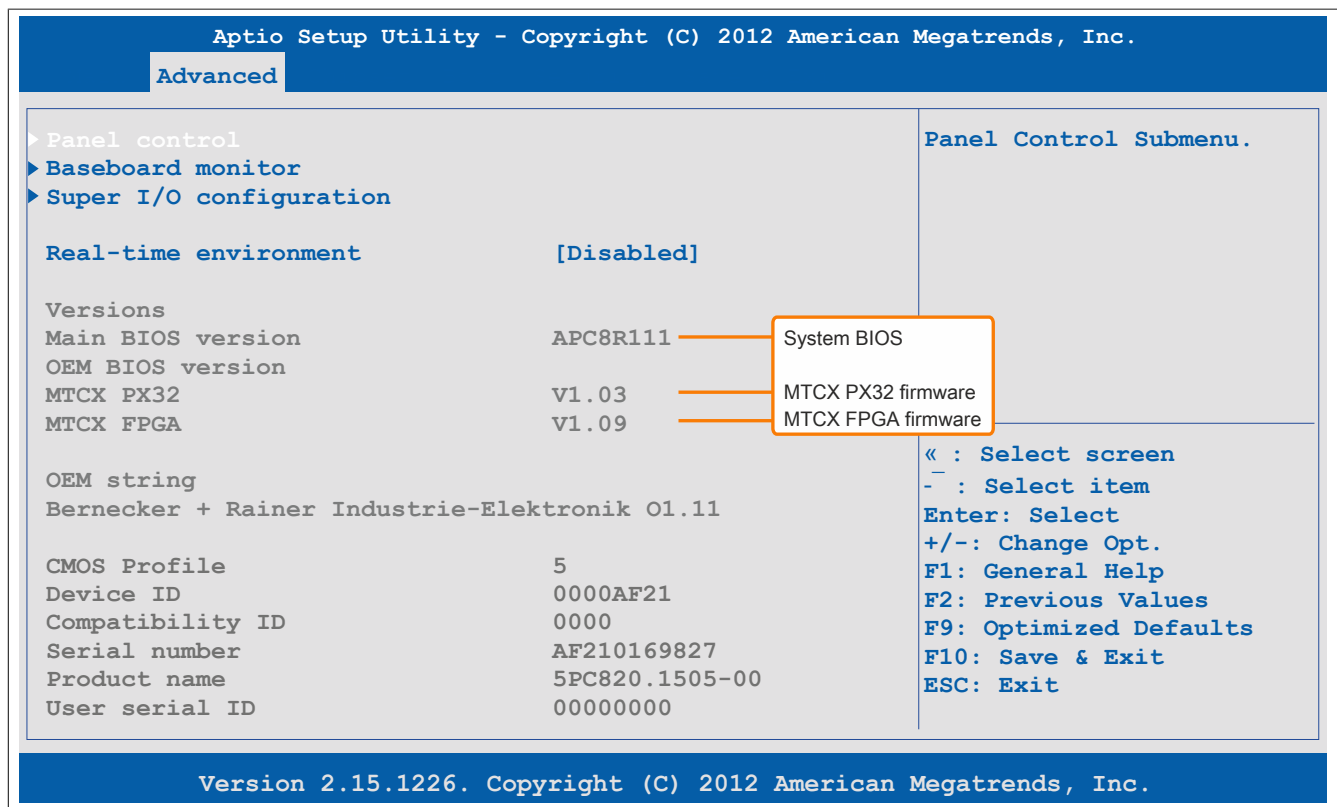 Aptio Setup Utility - Copyright (C) 2012 American Megatrends, Inc.
Advanced
Panel control
Baseboard monitor
Super I/O configuration
Real-time environment [Disabled]
Versions
Main BIOS version APC8R111
OEM BIOS version
MTCX PX32 V1.03
MTCX FPGA V1.09
System BIOS
MTCX PX32 firmware
MTCX FPGA firmware
OEM string
Bernecker + Rainer Industrie-Elektronik O1.11
CMOS Profile 5
Device ID 0000AF21
Compatibility ID 0000
Serial number AF210169827
Product name 5PC820.1505-00
User serial ID 00000000
Panel Control Submenu.
« : Select screen
-¯ : Select item
Enter: Select
+/-: Change Opt.
F1: General Help
F2: Previous Values
F9: Optimized Defaults
F10: Save & Exit
ESC: Exit
Version 2.15.1226. Copyright (C) 2012 American Megatrends, Inc.